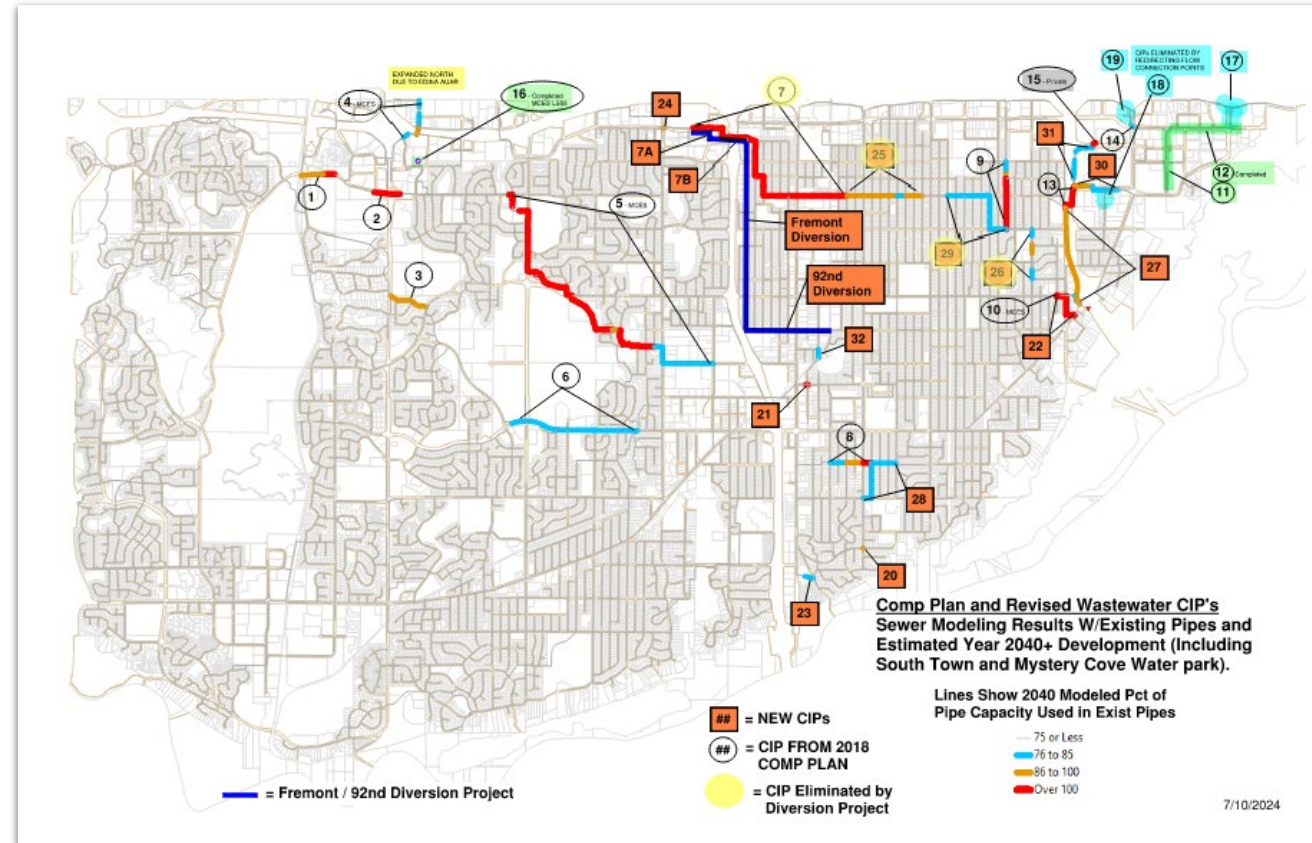 EXPANDED NORTH
DUE TO EDINA AUAR
4 - MCES
16 - Completed
MCES LESS
24
7
15 - Private
19
CIPs ELIMINATED BY
REDIRECTING FLOW
CONNECTION POINTS
17
18
7A
7B
25
9
31
14
30
12 - Completed
11
13
1
2
5 - MCES
Fremont
Diversion
29
26
27
3
92nd
Diversion
10 - MCES
22
32
6
21
8
28
20
23
Comp Plan and Revised Wastewater CIP's
Sewer Modeling Results W/Existing Pipes and
Estimated Year 2040+ Development (Including
South Town and Mystery Cove Water park).
Lines Show 2040 Modeled Pct of
Pipe Capacity Used in Exist Pipes
75 or Less
76 to 85
86 to 100
Over 100
## = NEW CIPs
## = CIP FROM 2018
COMP PLAN
= CIP Eliminated by
Diversion Project
= Fremont / 92nd Diversion Project
7/10/2024